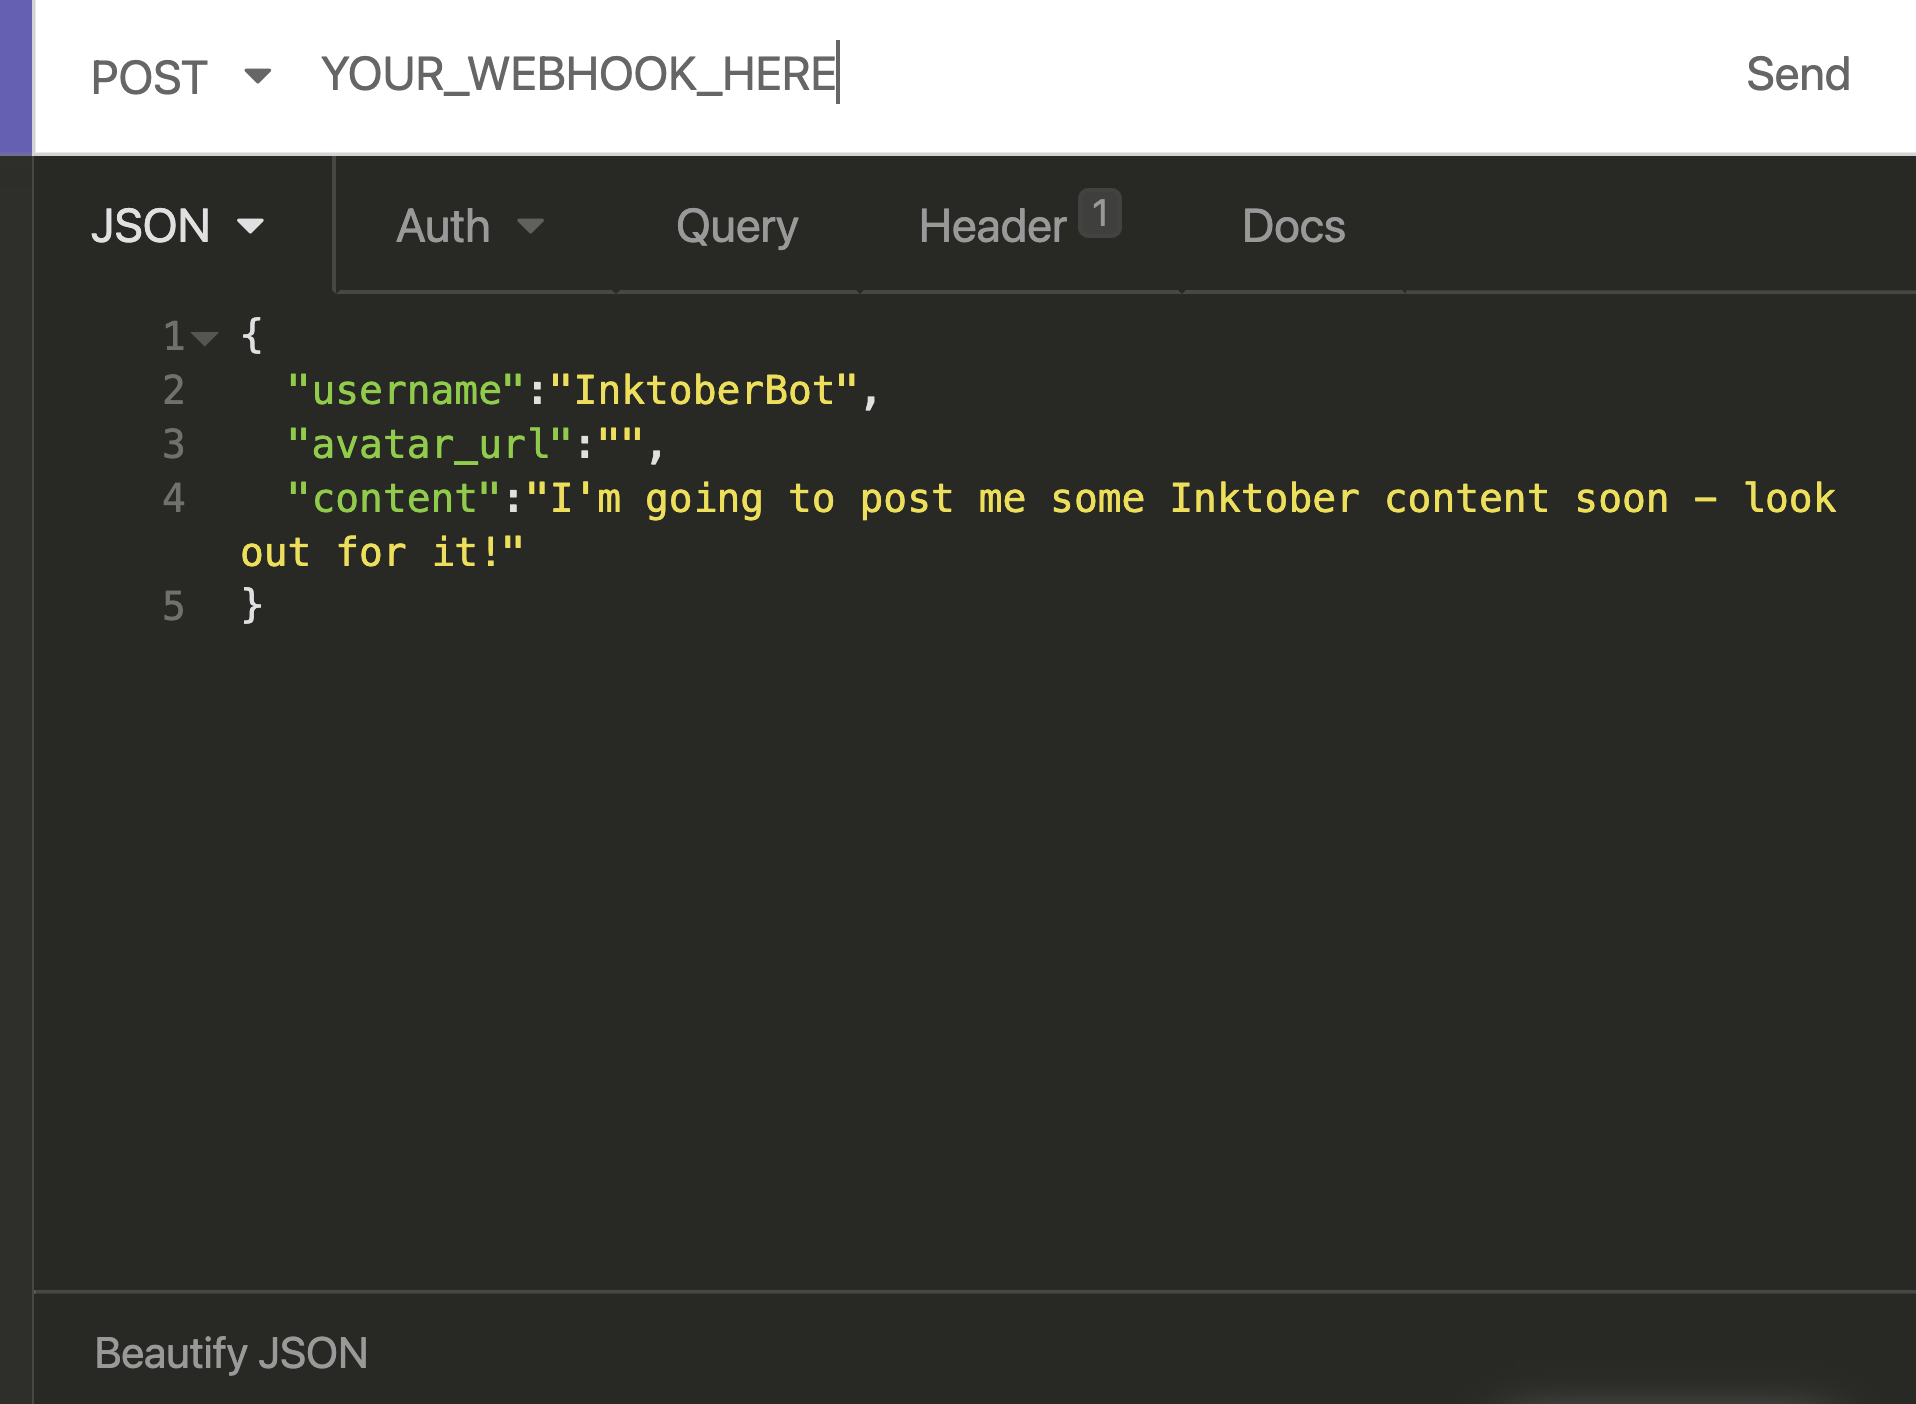 POST YOUR_WEBHOOK_HERE Send
JSON Auth Query Header 1 Docs
1 {
2 "username":"InktoberBot",
3 "avatar_url":"",
4 "content":"I'm going to post me some Inktober content soon – look
out for it!"
5 }
Beautify JSON